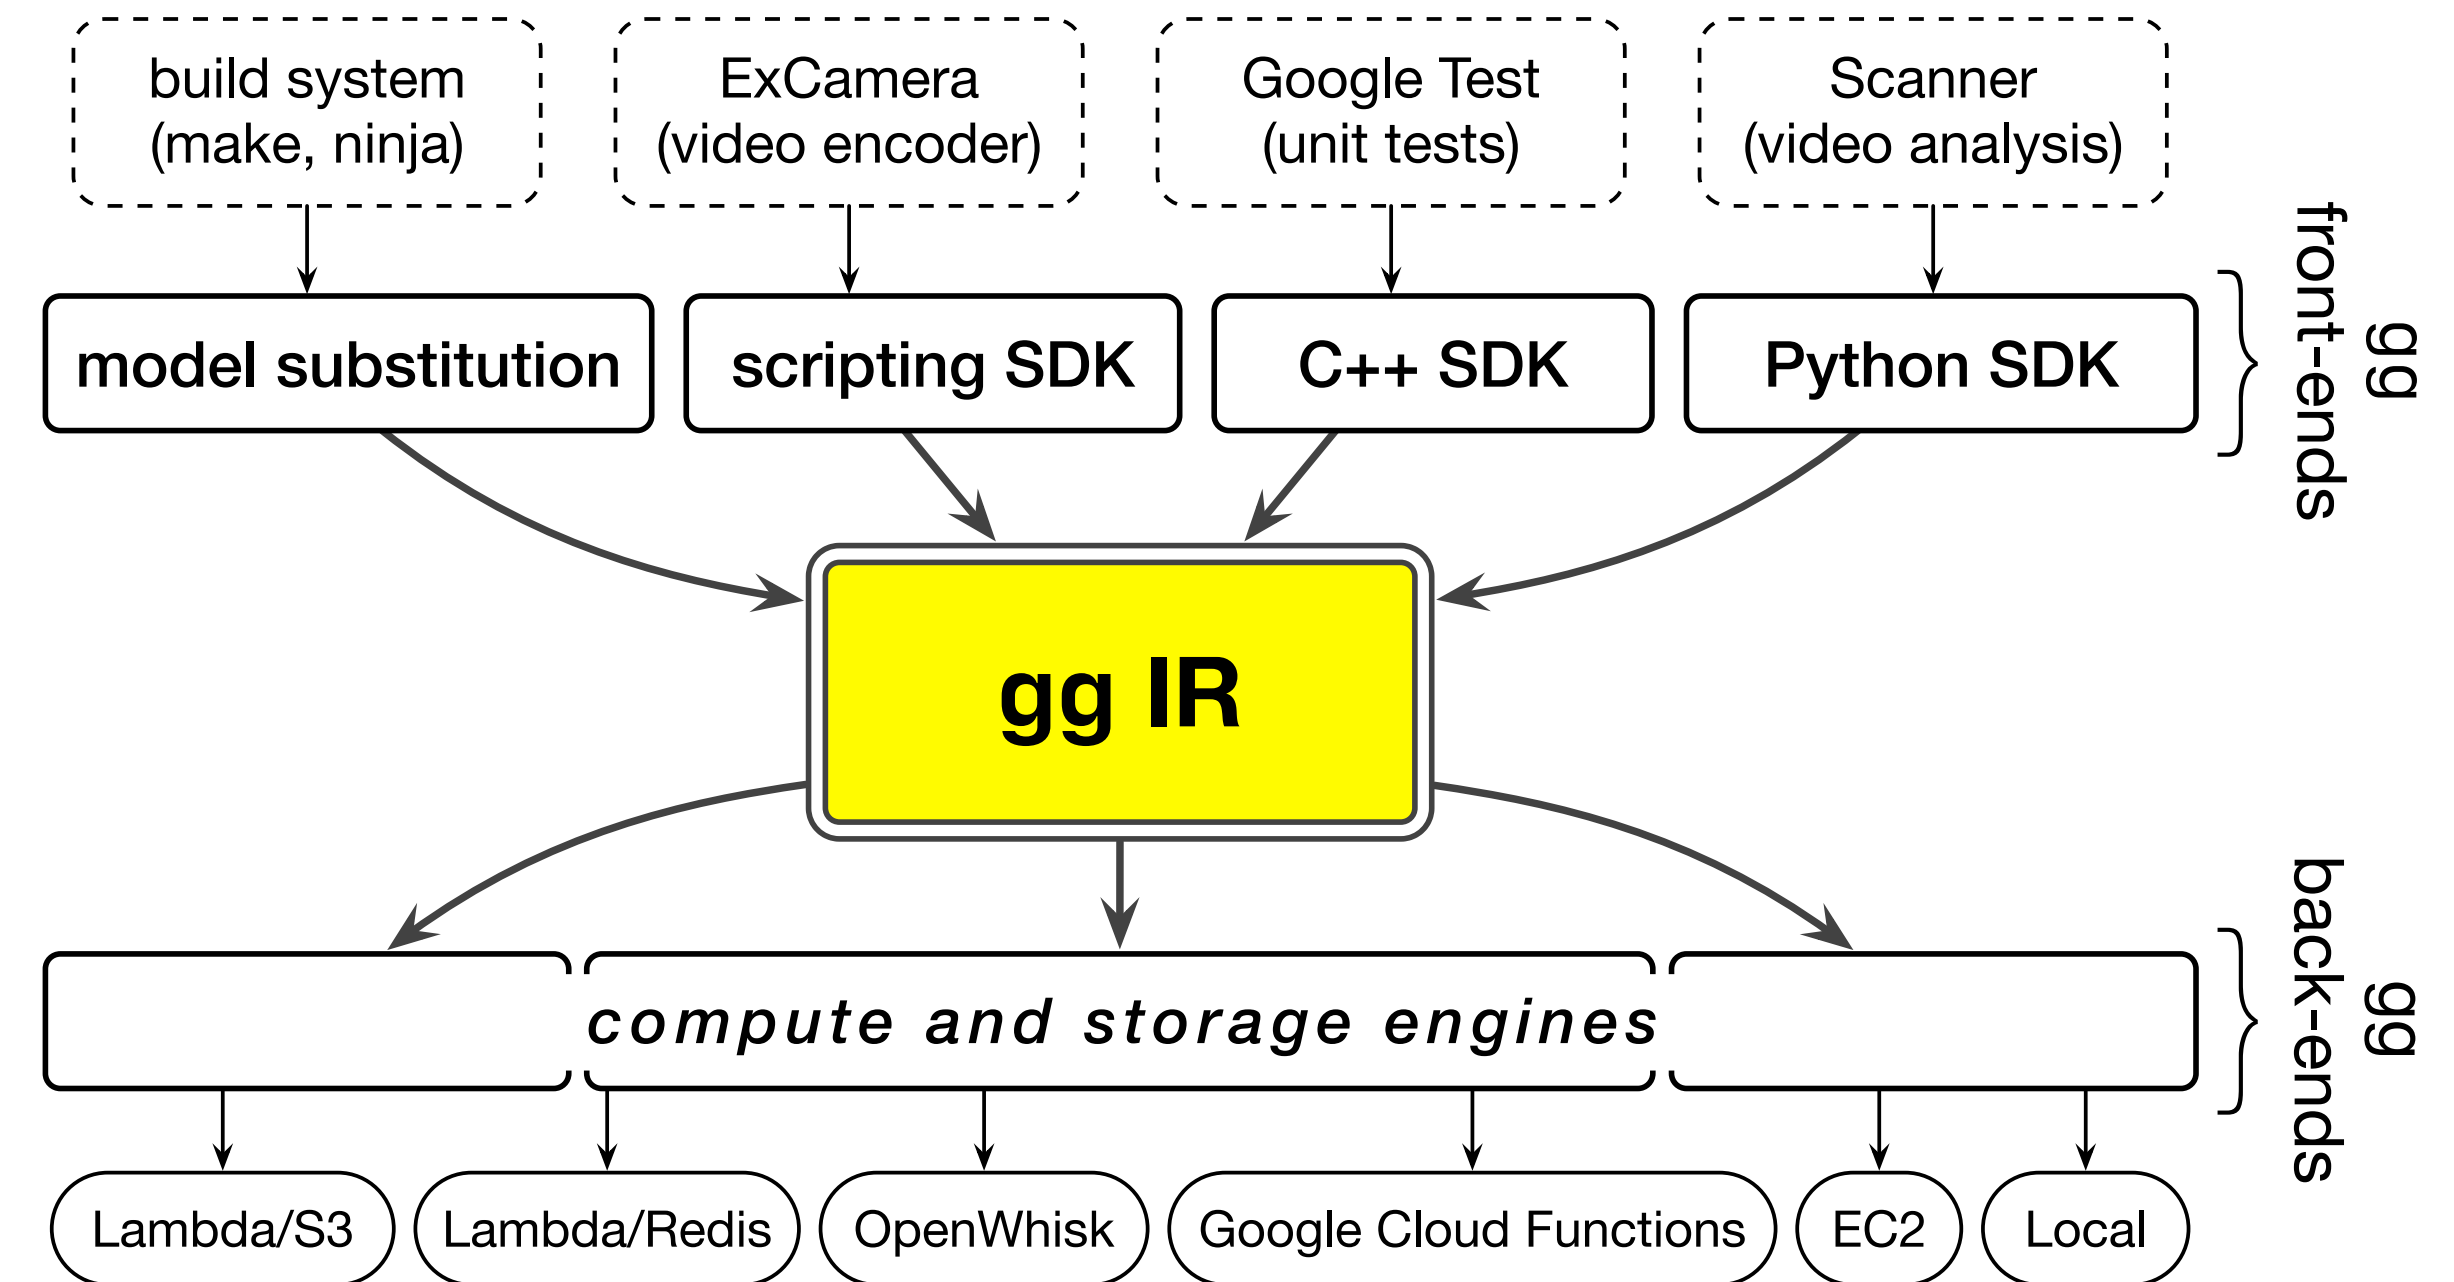 build system
(make, ninja)
ExCamera
(video encoder)
Google Test
(unit tests)
Scanner
(video analysis)
model substitution
scripting SDK
C++ SDK
Python SDK
gg
front-ends
gg IR
compute and storage engines
gg
back-ends
Lambda/S3
Lambda/Redis
OpenWhisk
Google Cloud Functions
EC2
Local